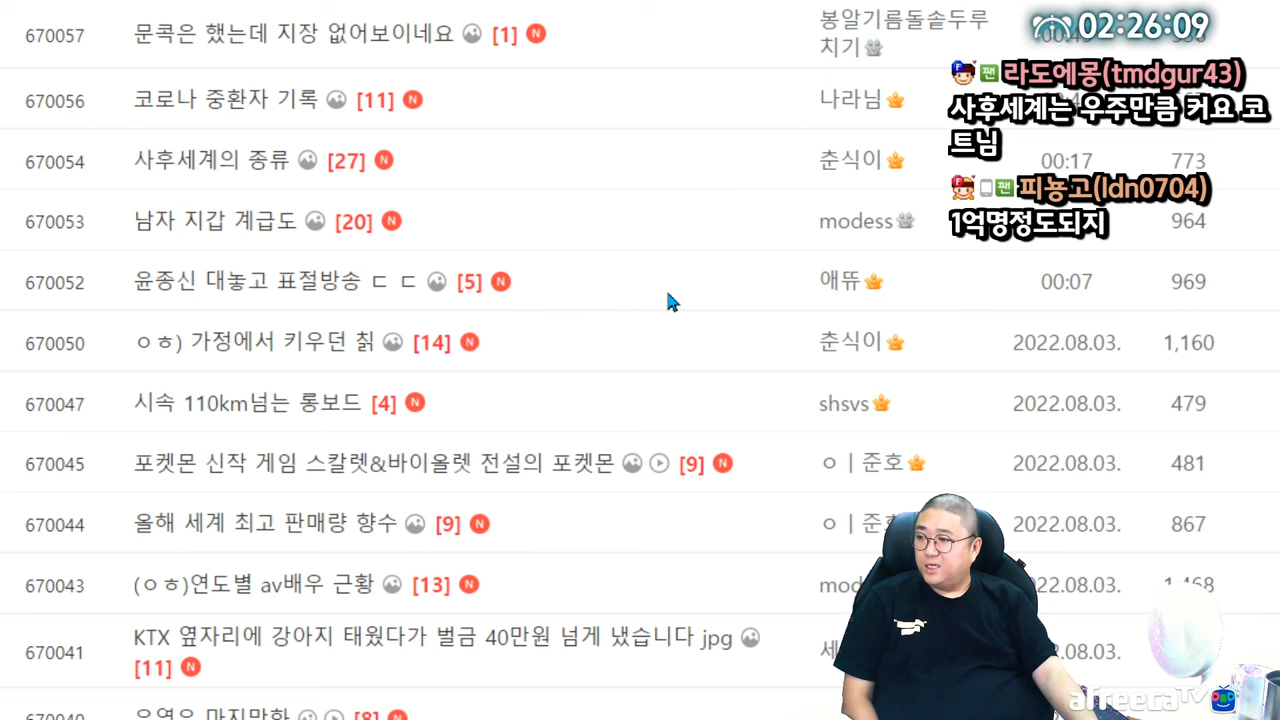 670057 문콕은 했는데 지장 없어보이네요 [1] N 봉알기름돌솥두루
치기
02:26:09
670056 코로나 중환자 기록 [11] N 나라님
라도에몽(tmdgur43)
사후세계는 우주만큼 커요 코
트님
670054 사후세계의 종류 [27] N 춘식이 00:17 773
피뇽고(ldn0704)
1억명정도되지
670053 남자 지갑 계급도 [20] N modess 964
670052 윤종신 대놓고 표절방송 ㄷ ㄷ [5] N 애뜌 00:07 969
670050 ㅇㅎ) 가정에서 키우던 칡 [14] N 춘식이 2022.08.03. 1,160
670047 시속 110km넘는 롱보드 [4] N shsvs 2022.08.03. 479
670045 포켓몬 신작 게임 스칼렛&바이올렛 전설의 포켓몬 [9] N ㅇ | 준호 2022.08.03. 481
670044 올해 세계 최고 판매량 향수 [9] N ㅇ | 준 2022.08.03. 867
670043 (ㅇㅎ)연도별 av배우 근황 [13] N mod 22.08.03.
670041 KTX 옆자리에 강아지 태웠다가 벌금 40만원 넘게 냈습니다 jpg
[11] N 세 .08.03.
afreecaTV
[8]